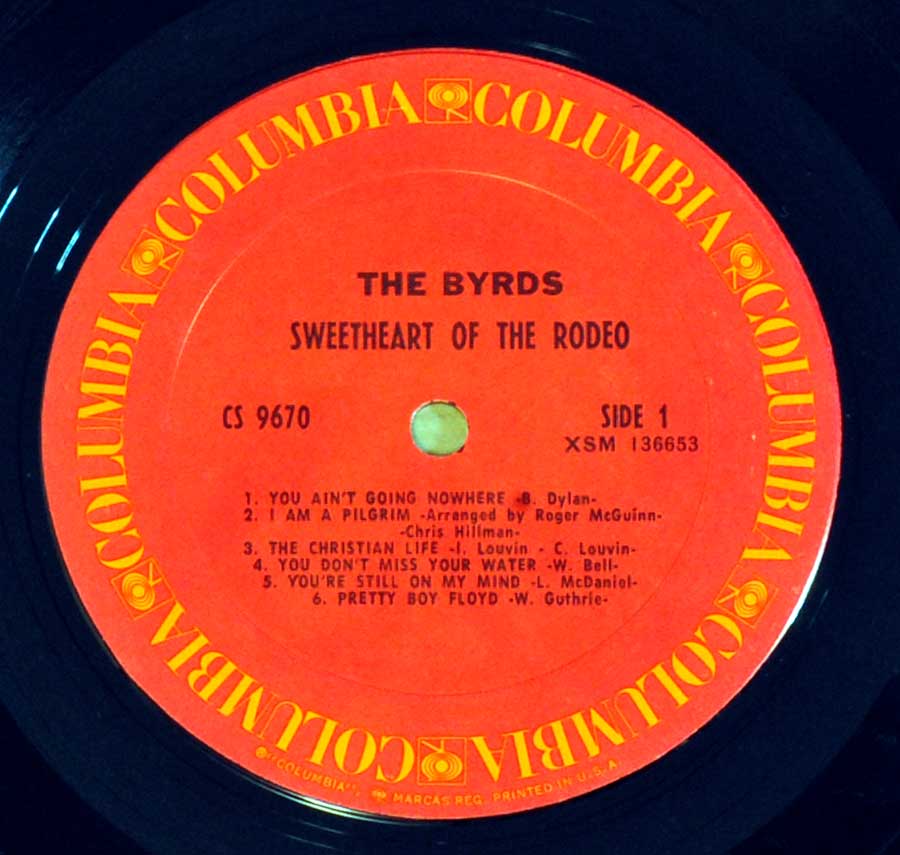 COLUMBIA COLUMBIA COLUMBIA COLUMBIA COLUMBIA COLUMBIA
THE BYRDS
SWEETHEART OF THE RODEO
CS 9670
SIDE 1
XSM 136653
1. YOU AIN'T GOING NOWHERE -B. Dylan-
2. I AM A PILGRIM -Arranged by Roger McGuinn-
-Chris Hillman-
3. THE CHRISTIAN LIFE -I. Louvin - C. Louvin-
4. YOU DON'T MISS YOUR WATER -W. Bell-
5. YOU'RE STILL ON MY MIND -L. McDaniel-
6. PRETTY BOY FLOYD -W. Guthrie-
® "COLUMBIA", MARCAS REG. PRINTED IN U.S.A.